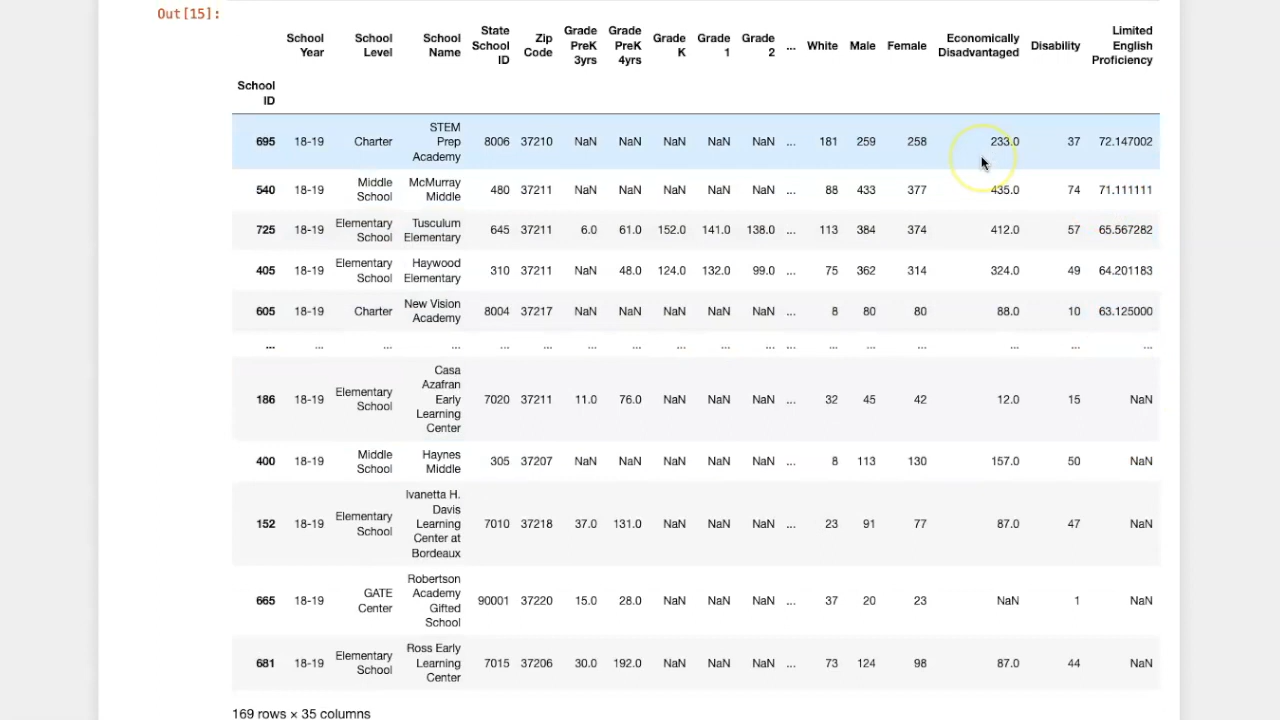 Out[15]:
School Year School Level School Name State School ID Zip Code Grade PreK 3yrs Grade PreK 4yrs Grade K Grade 1 Grade 2 ... White Male Female Economically Disadvantaged Disability Limited English Proficiency
School ID
695 18-19 Charter STEM Prep Academy 8006 37210 NaN NaN NaN NaN NaN ... 181 259 258 233.0 37 72.147002
540 18-19 Middle School McMurray Middle 480 37211 NaN NaN NaN NaN NaN ... 88 433 377 435.0 74 71.111111
725 18-19 Elementary School Tusculum Elementary 645 37211 6.0 61.0 152.0 141.0 138.0 ... 113 384 374 412.0 57 65.567282
405 18-19 Elementary School Haywood Elementary 310 37211 NaN 48.0 124.0 132.0 99.0 ... 75 362 314 324.0 49 64.201183
605 18-19 Charter New Vision Academy 8004 37217 NaN NaN NaN NaN NaN ... 8 80 80 88.0 10 63.125000
... ... ... ... ... ... ... ... ... ... ... ... ... ... ... ... ... ...
186 18-19 Elementary School Casa Azafran Early Learning Center 7020 37211 11.0 76.0 NaN NaN NaN ... 32 45 42 12.0 15 NaN
400 18-19 Middle School Haynes Middle 305 37207 NaN NaN NaN NaN NaN ... 8 113 130 157.0 50 NaN
152 18-19 Elementary School Ivanetta H. Davis Learning Center at Bordeaux 7010 37218 37.0 131.0 NaN NaN NaN ... 23 91 77 87.0 47 NaN
665 18-19 GATE Center Robertson Academy Gifted School 90001 37220 15.0 28.0 NaN NaN NaN ... 37 20 23 NaN 1 NaN
681 18-19 Elementary School Ross Early Learning Center 7015 37206 30.0 192.0 NaN NaN NaN ... 73 124 98 87.0 44 NaN
169 rows × 35 columns